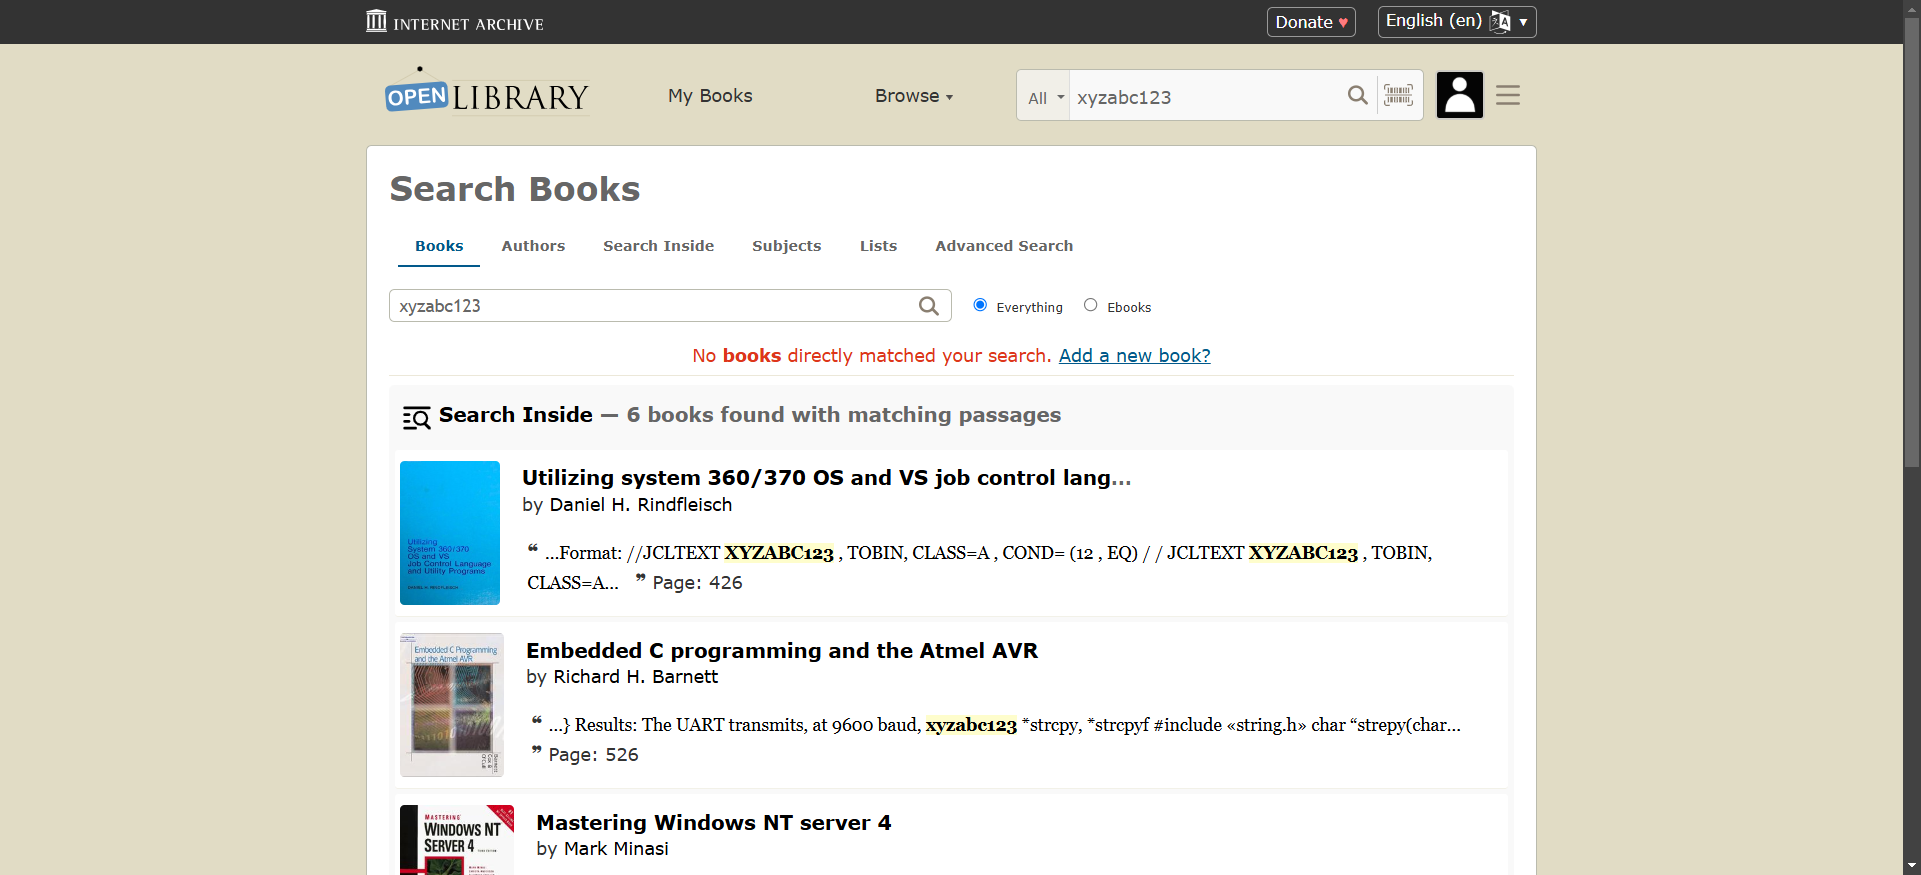 INTERNET ARCHIVE
Donate ♥
English (en)
OPEN LIBRARY
My Books
Browse
All
xyzabc123
Search Books
Books
Authors
Search Inside
Subjects
Lists
Advanced Search
xyzabc123
Everything
Ebooks
No books directly matched your search. Add a new book?
Search Inside — 6 books found with matching passages
Utilizing
System 360/370
OS and VS
Job Control Language
and Utility Programs
DANIEL H. RINDFLEISCH
Utilizing system 360/370 OS and VS job control lang...
by Daniel H. Rindfleisch
❝ ...Format: //JCLTEXT XYZABC123 , TOBIN, CLASS=A , COND= (12 , EQ) / / JCLTEXT XYZABC123 , TOBIN,
CLASS=A... ❞ Page: 426
Embedded C Programming
and the Atmel AVR
Embedded C programming and the Atmel AVR
by Richard H. Barnett
❝ ...} Results: The UART transmits, at 9600 baud, xyzabc123 *strcpy, *strcpyf #include «string.h» char “strepy(char...
❞ Page: 526
MASTERING
WINDOWS NT
SERVER 4
Mastering Windows NT server 4
by Mark Minasi